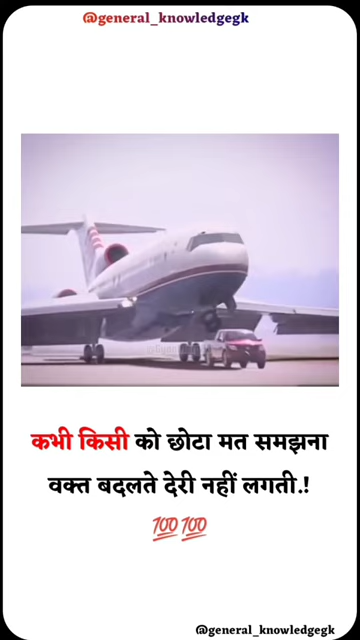 @general_knowledgegk
कभी किसी को छोटा मत समझना
वक्त बदलते देरी नहीं लगती.!
💯💯
@general_knowledgegk